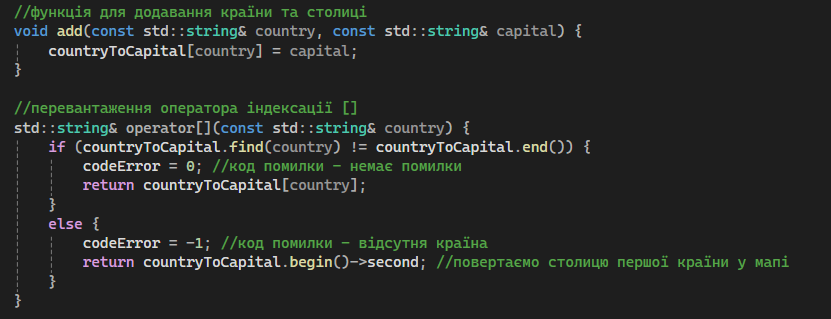 //функція для додавання країни та столиці
void add(const std::string& country, const std::string& capital) {
    countryToCapital[country] = capital;
}

//перевантаження оператора індексації []
std::string& operator[](const std::string& country) {
    if (countryToCapital.find(country) != countryToCapital.end()) {
        codeError = 0; //код помилки - немає помилки
        return countryToCapital[country];
    }
    else {
        codeError = -1; //код помилки - відсутня країна
        return countryToCapital.begin()->second; //повертаємо столицю першої країни у мапі
    }
}